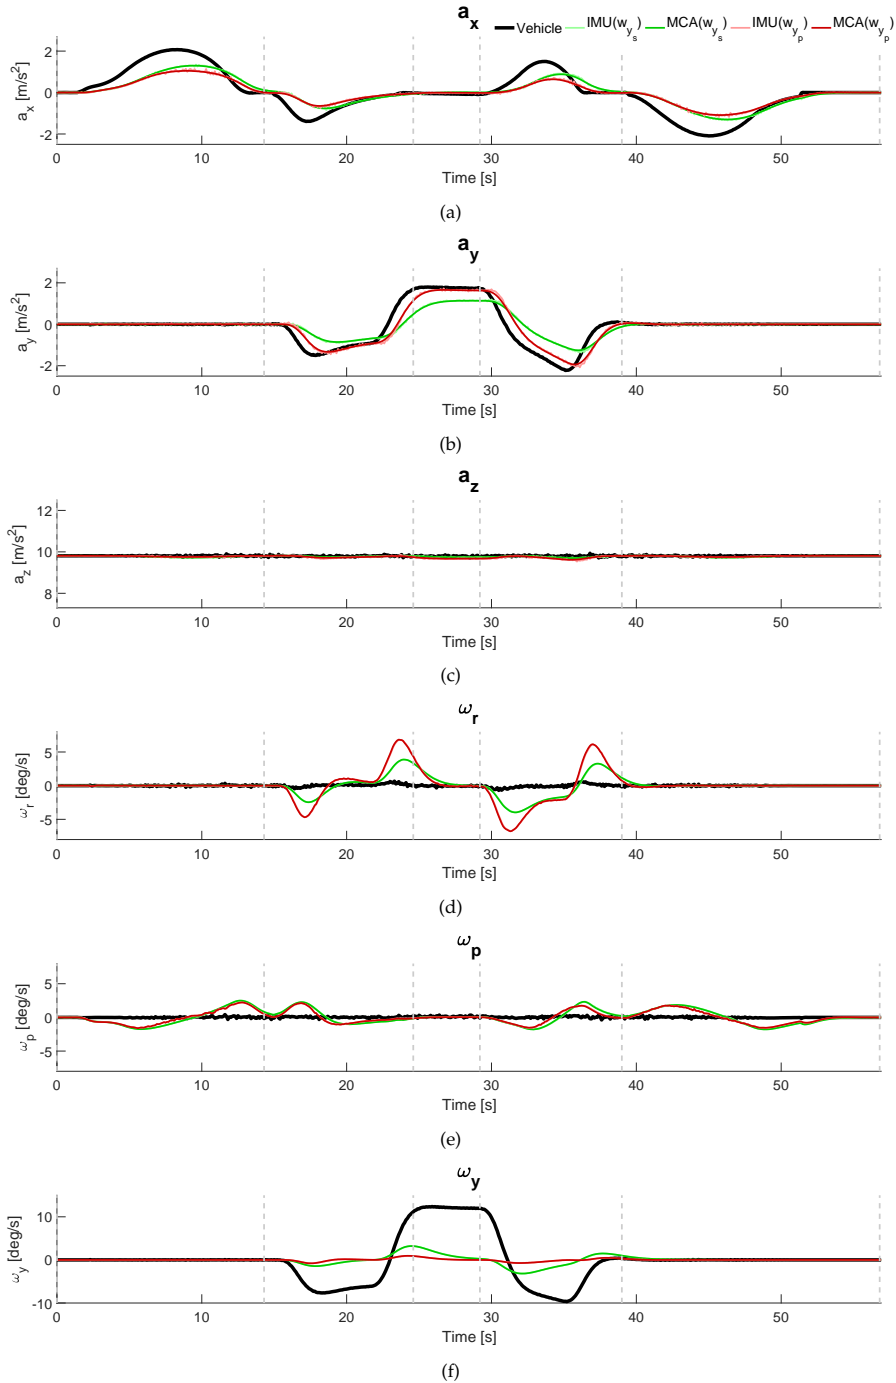 a_x
Vehicle IMU(w_y_s) MCA(w_y_s) IMU(w_y_p) MCA(w_y_p)
2
0
-2
a_x [m/s²]
0 10 20 30 40 50
Time [s]
(a)
a_y
2
0
-2
a_y [m/s²]
0 10 20 30 40 50
Time [s]
(b)
a_z
12
10
8
a_z [m/s²]
0 10 20 30 40 50
Time [s]
(c)
ω_r
5
0
-5
ω_r [deg/s]
0 10 20 30 40 50
Time [s]
(d)
ω_p
5
0
-5
ω_p [deg/s]
0 10 20 30 40 50
Time [s]
(e)
ω_y
10
0
-10
ω_y [deg/s]
0 10 20 30 40 50
Time [s]
(f)